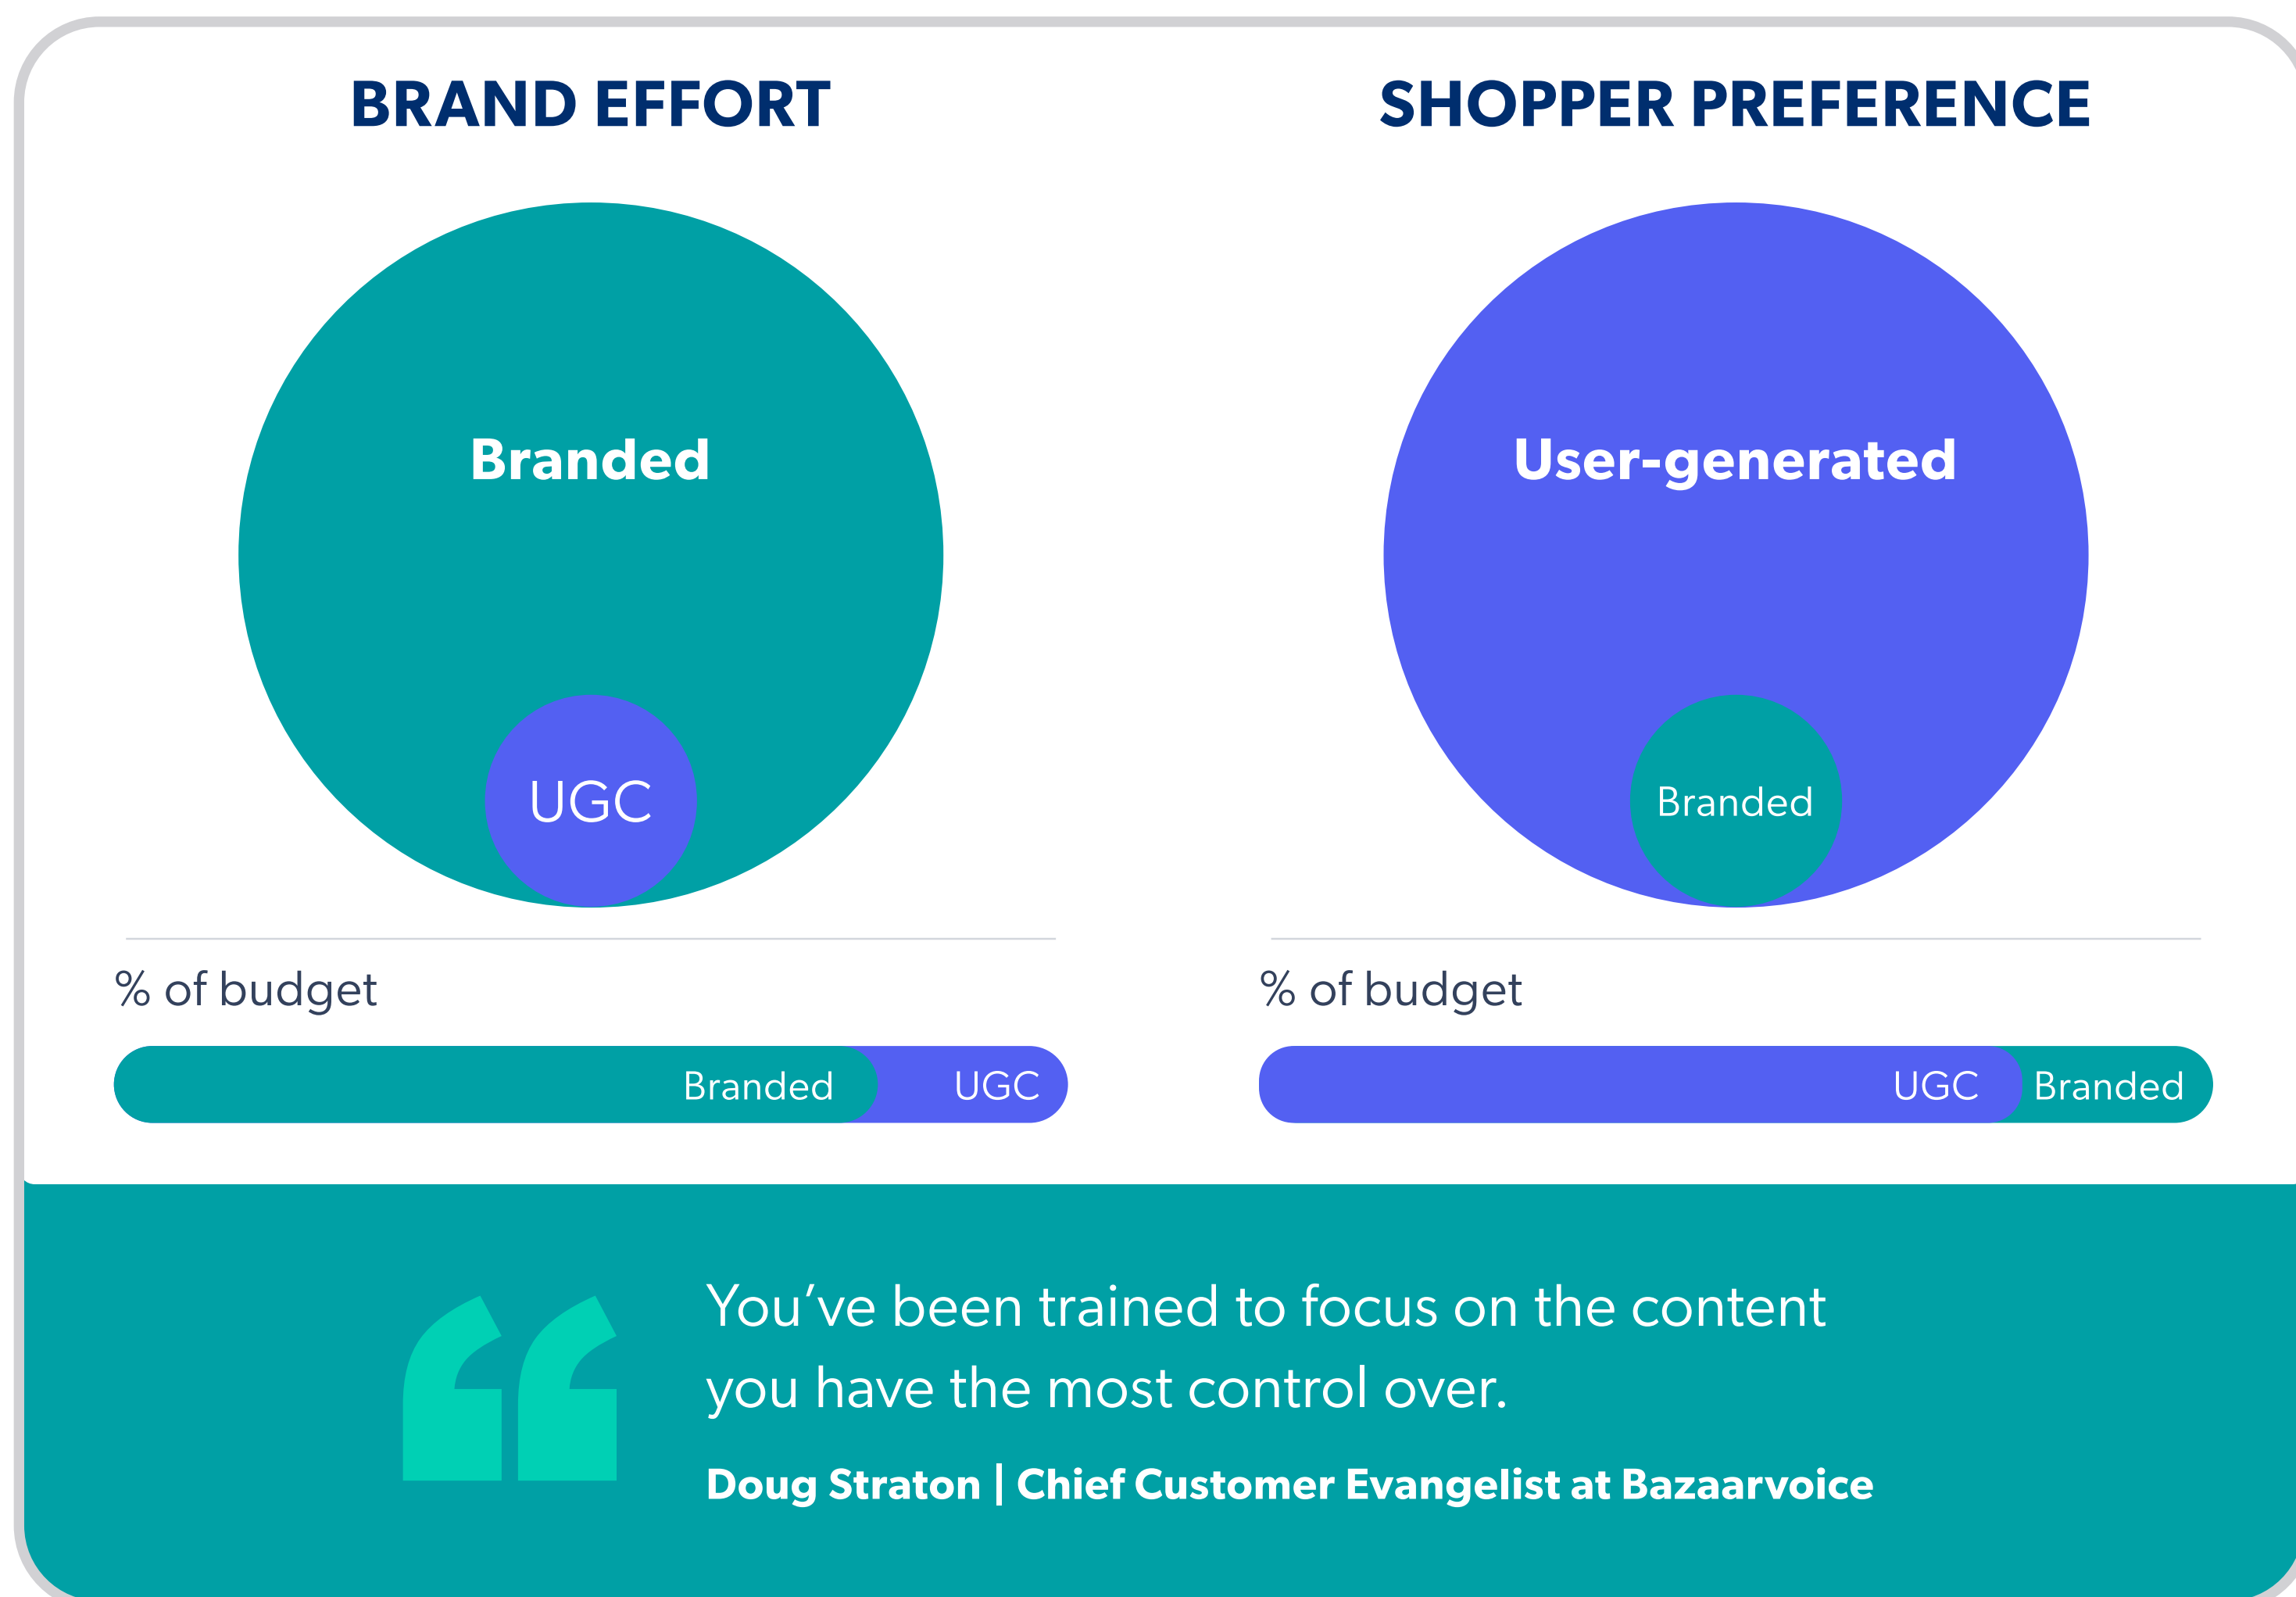 BRAND EFFORT
Branded
UGC
% of budget
Branded
UGC
SHOPPER PREFERENCE
User-generated
Branded
% of budget
UGC
Branded
You’ve been trained to focus on the content
you have the most control over.
Doug Straton | Chief Customer Evangelist at Bazaarvoice